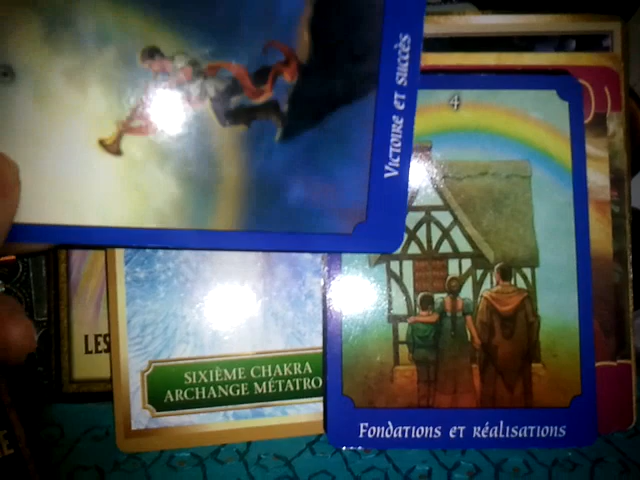 Victoire et succès
4
LES
SIXIÈME CHAKRA
ARCHANGE MÉTATRO
Fondations et réalisations